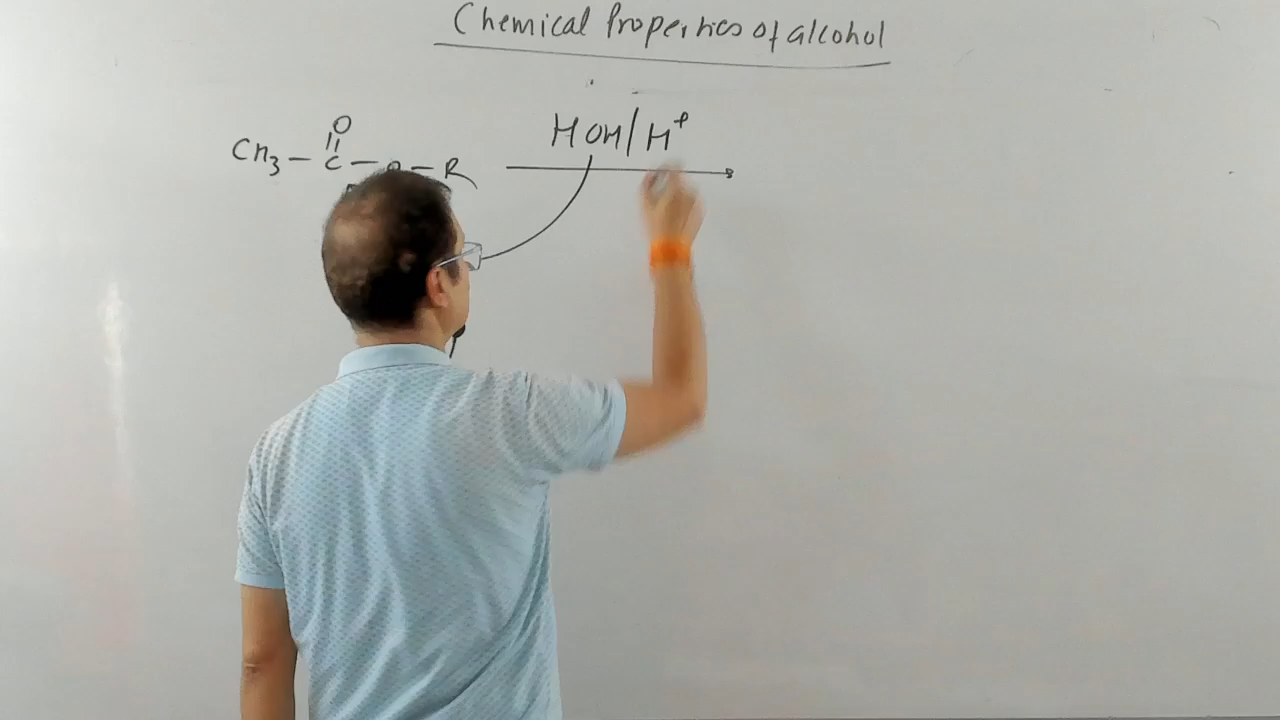 Chemical Properties of alcohol
O
HOH/H⊕
CH3 – C – O – R